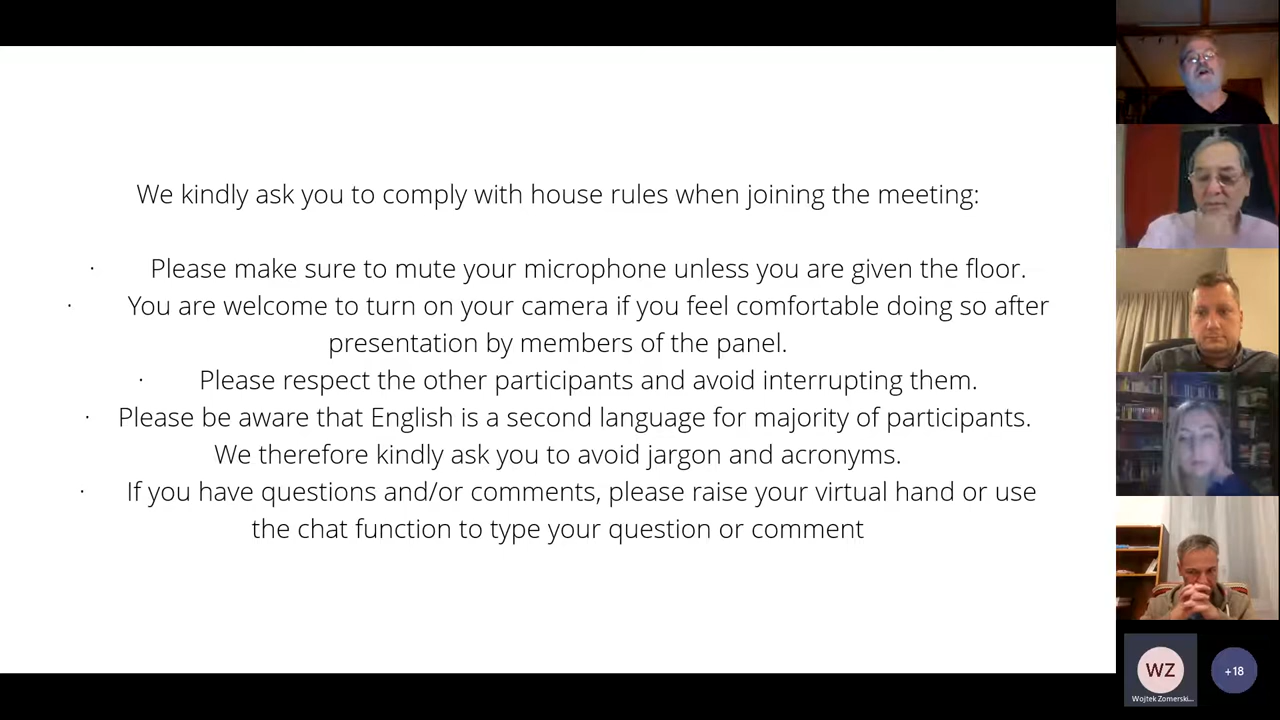 We kindly ask you to comply with house rules when joining the meeting:
· Please make sure to mute your microphone unless you are given the floor.
· You are welcome to turn on your camera if you feel comfortable doing so after
presentation by members of the panel.
· Please respect the other participants and avoid interrupting them.
· Please be aware that English is a second language for majority of participants.
We therefore kindly ask you to avoid jargon and acronyms.
· If you have questions and/or comments, please raise your virtual hand or use
the chat function to type your question or comment
WZ
Wojtek Zomerski...
+18